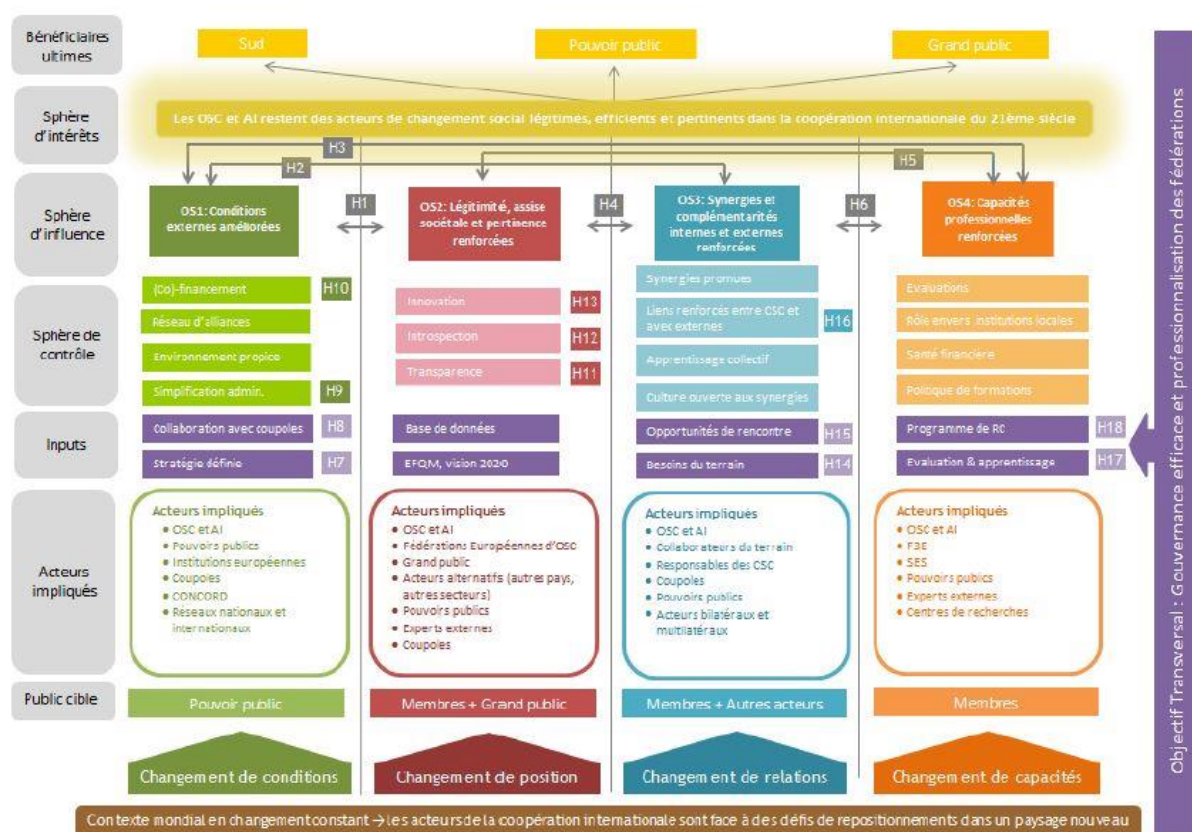 Bénéficiaires
ultimes
Sud
Pouvoir public
Grand public
Sphère
d'intérêts
Les OSC et AI restent des acteurs de changement social légitimes, efficients et pertinents dans la coopération internationale du 21ème siècle
H3
H2
H5
Sphère
d'influence
OS1: Conditions
externes améliorées
H1
OS2: Légitimité, assise
sociétale et pertinence
renforcées
H4
OS3: Synergies et
complémentarités
internes et externes
renforcées
H6
OS4: Capacités
professionnelles
renforcées
Sphère de
contrôle
(Co)-financement
H10
Réseau d'alliances
Environnement propice
Simplification admin.
H9
Innovation
H13
Introspection
H12
Transparence
H11
Synergies promues
Liens renforcés entre CSC et
avec externes
H16
Apprentissage collectif
Culture ouverte aux synergies
Evaluations
Rôle envers institutions locales
Santé financière
Politique de formations
Inputs
Collaboration avec coupoles
H8
Stratégie définie
H7
Base de données
EFQM, vision 2020
Opportunités de rencontre
H15
Besoins du terrain
H14
Programme de RC
H18
Evaluation & apprentissage
H17
Acteurs
impliqués
Acteurs impliqués
• OSC et AI
• Pouvoirs publics
• Institutions européennes
• Coupoles
• CONCORD
• Réseaux nationaux et
internationaux
Acteurs impliqués
• OSC et AI
• Fédérations Européennes d'OSC
• Grand public
• Acteurs alternatifs (autres pays,
autres secteurs)
• Pouvoirs publics
• Experts externes
• Coupoles
Acteurs impliqués
• OSC et AI
• Collaborateurs du terrain
• Responsables des CSC
• Coupoles
• Pouvoirs publics
• Acteurs bilatéraux et
multilatéraux
Acteurs impliqués
• OSC et AI
• F3E
• SES
• Pouvoirs publics
• Experts externes
• Centres de recherches
Public cible
Pouvoir public
Membres + Grand public
Membres + Autres acteurs
Membres
Changement de conditions
Changement de position
Changement de relations
Changement de capacités
Contexte mondial en changement constant → les acteurs de la coopération internationale sont face à des défis de repositionnements dans un paysage nouveau
Objectif Transversal : Gouvernance efficace et professionnalisation des fédérations